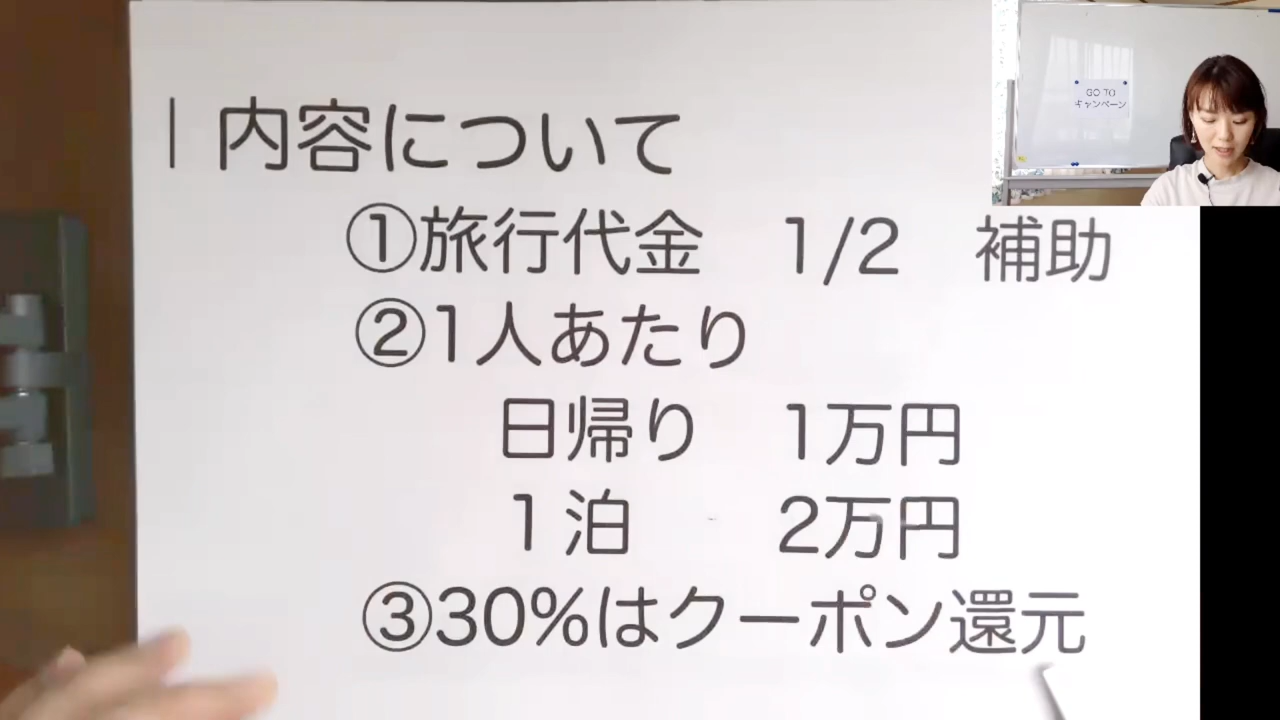 | 内容について
①旅行代金 1/2 補助
②1人あたり
日帰り 1万円
1泊 2万円
③30%はクーポン還元
GO TO
キャンペーン